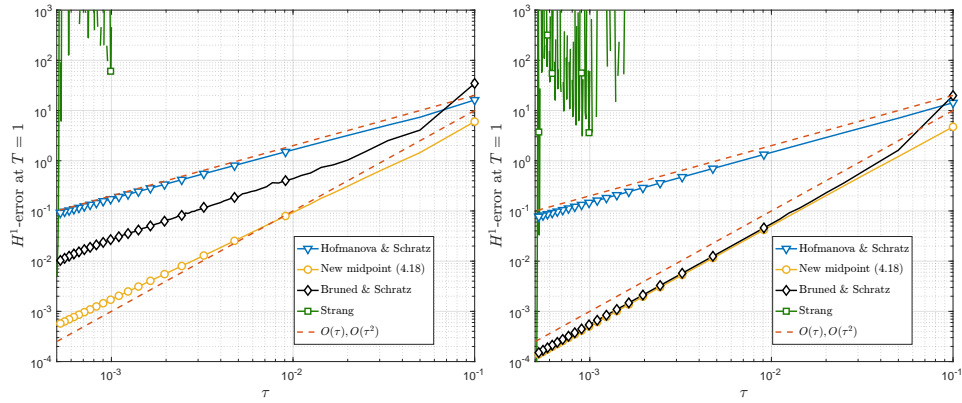 10^3
10^2
10^1
10^0
10^-1
10^-2
10^-3
10^-4
H^1-error at T = 1
10^-3
10^-2
10^-1
τ
Hofmanova & Schratz
New midpoint (4.18)
Bruned & Schratz
Strang
O(τ), O(τ^2)
10^3
10^2
10^1
10^0
10^-1
10^-2
10^-3
10^-4
H^1-error at T = 1
10^-3
10^-2
10^-1
τ
Hofmanova & Schratz
New midpoint (4.18)
Bruned & Schratz
Strang
O(τ), O(τ^2)